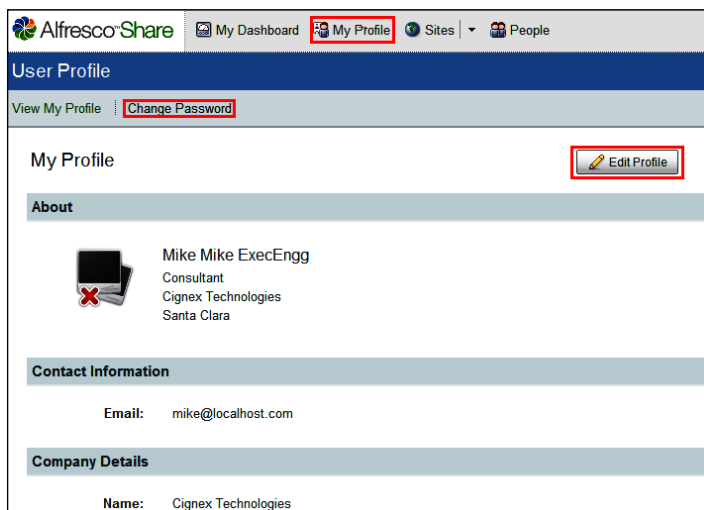 Alfresco Share My Dashboard My Profile Sites People
User Profile
View My Profile Change Password
My Profile Edit Profile
About
Mike Mike ExecEngg
Consultant
Cignex Technologies
Santa Clara
Contact Information
Email: mike@localhost.com
Company Details
Name: Cignex Technologies